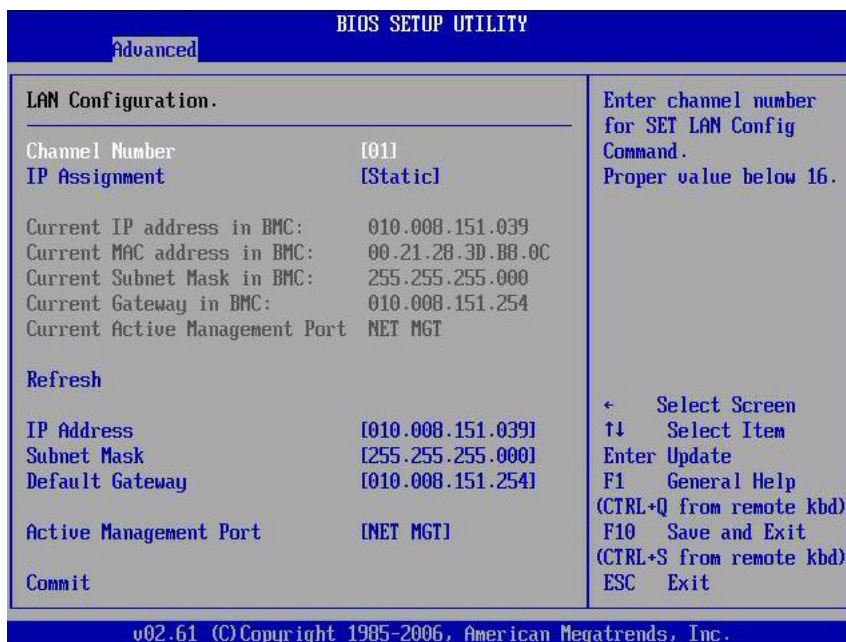 BIOS SETUP UTILITY
Advanced
LAN Configuration.
Channel Number [01]
IP Assignment [Static]
Current IP address in BMC: 010.008.151.039
Current MAC address in BMC: 00.21.28.3D.B8.0C
Current Subnet Mask in BMC: 255.255.255.000
Current Gateway in BMC: 010.008.151.254
Current Active Management Port NET MGT
Refresh
IP Address [010.008.151.039]
Subnet Mask [255.255.255.000]
Default Gateway [010.008.151.254]
Active Management Port [NET MGT]
Commit
Enter channel number
for SET LAN Config
Command.
Proper value below 16.
← Select Screen
↑↓ Select Item
Enter Update
F1 General Help
(CTRL+Q from remote kbd)
F10 Save and Exit
(CTRL+S from remote kbd)
ESC Exit
v02.61 (C)Copyright 1985-2006, American Megatrends, Inc.